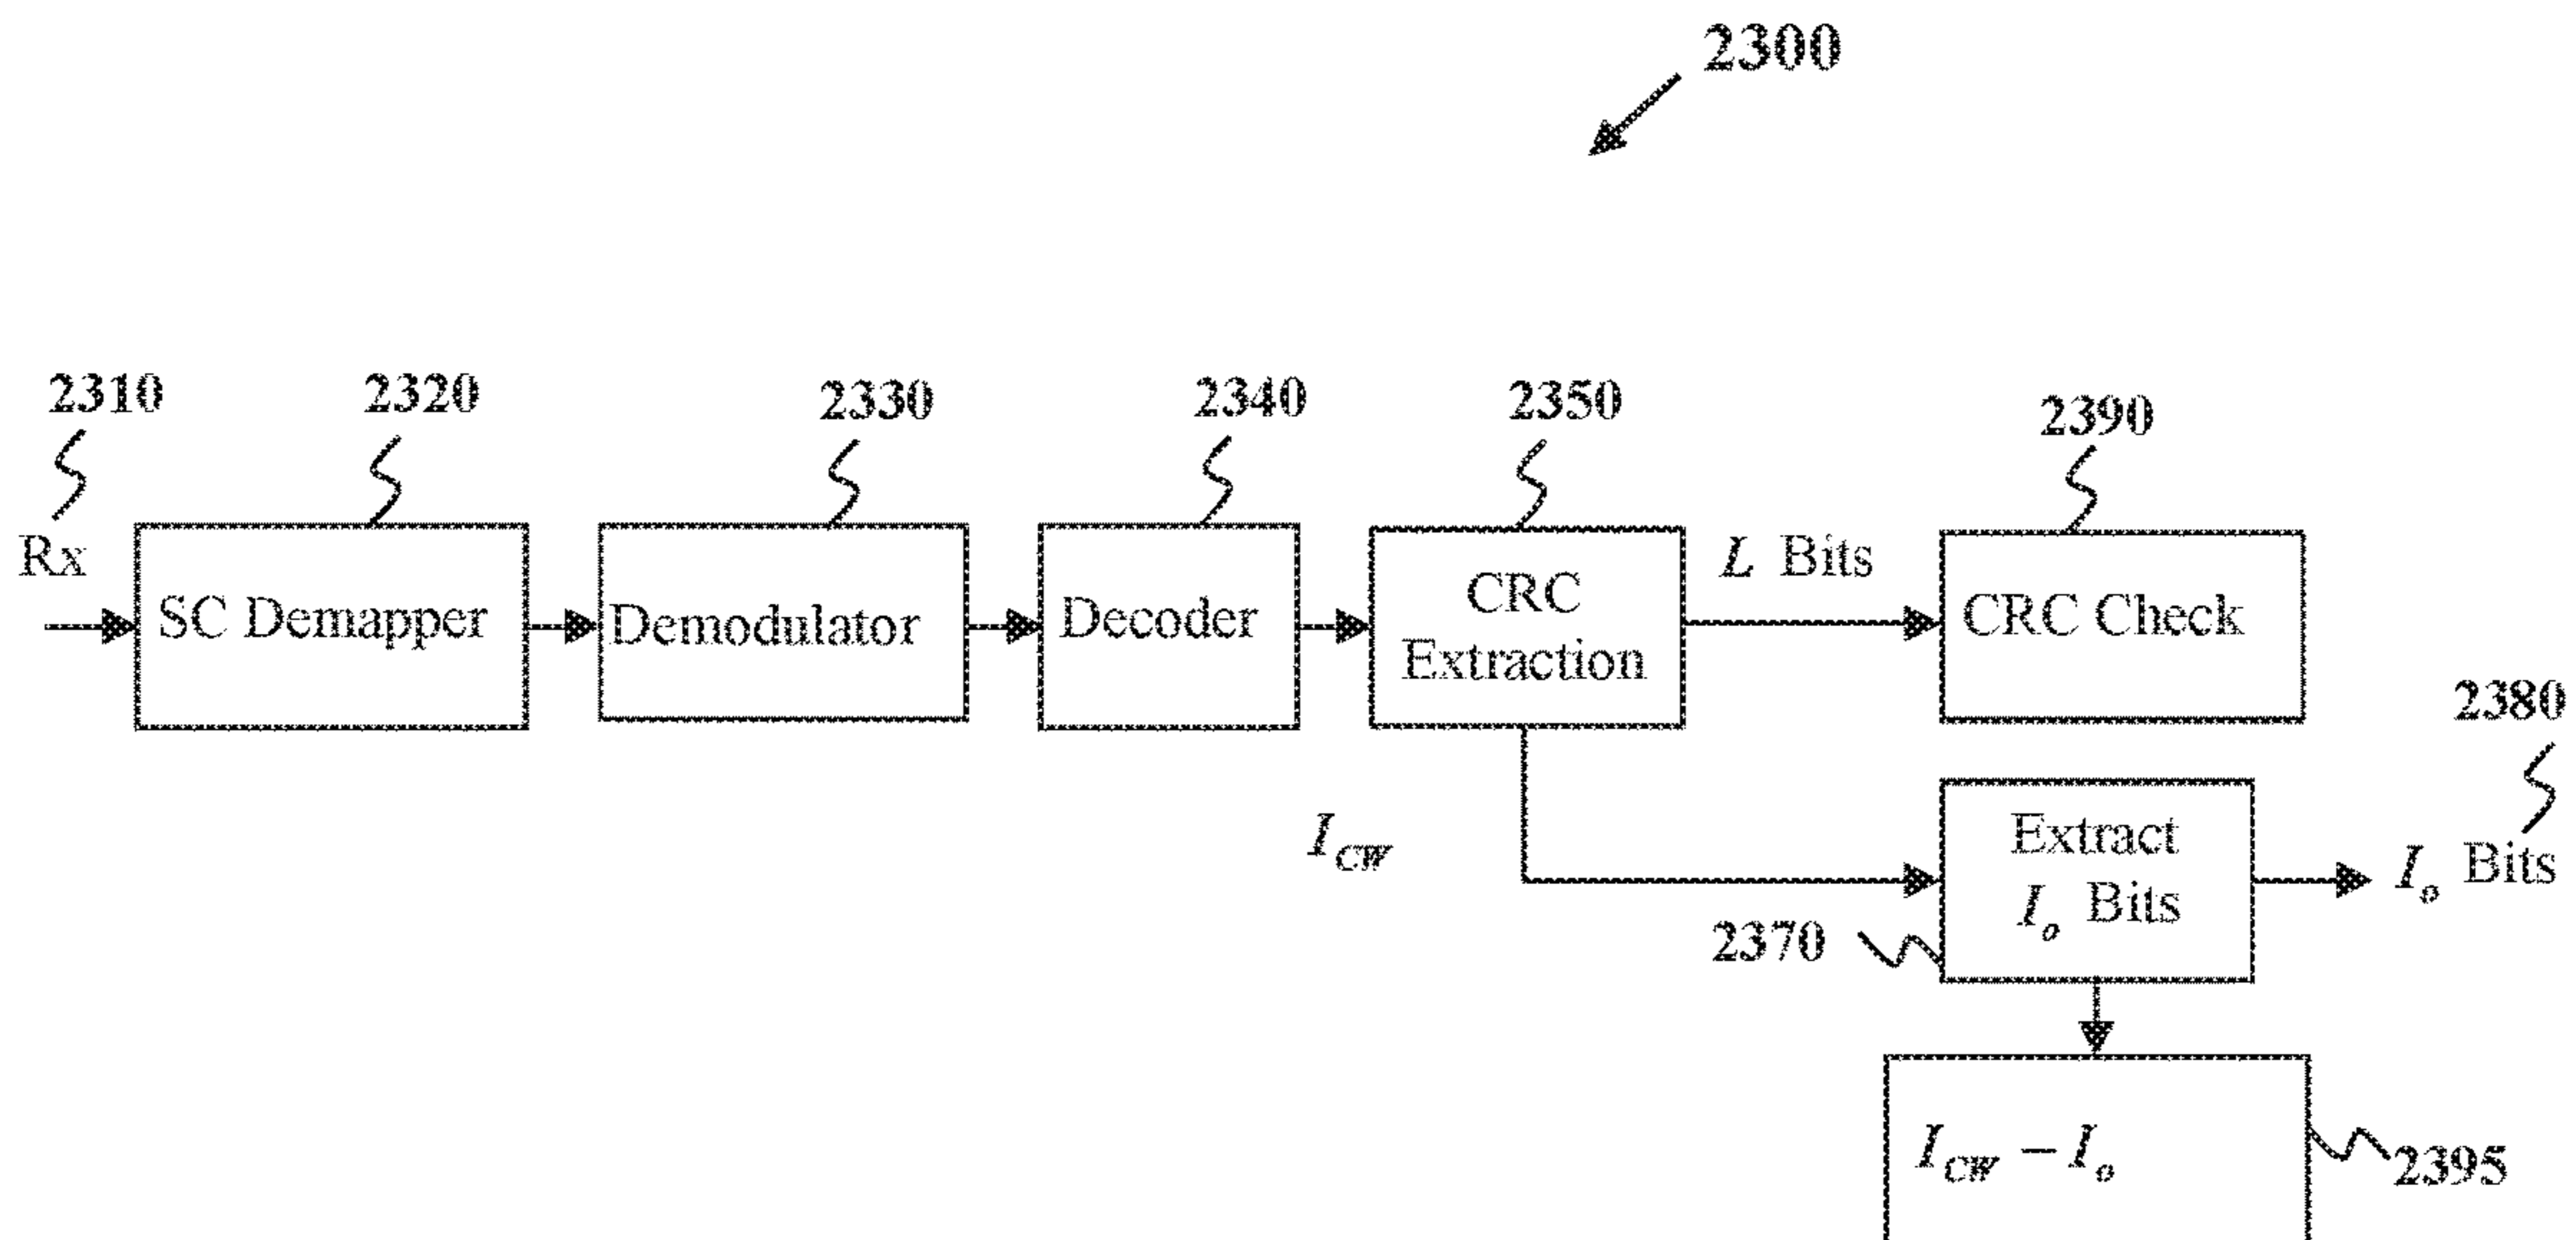 2300
2310
2320
2330
2340
2350
2390
Rx
SC Demapper
Demodulator
Decoder
CRC
Extraction
L Bits
CRC Check
2380
I_CW
Extract
I_o Bits
I_o Bits
2370
I_CW − I_o
2395